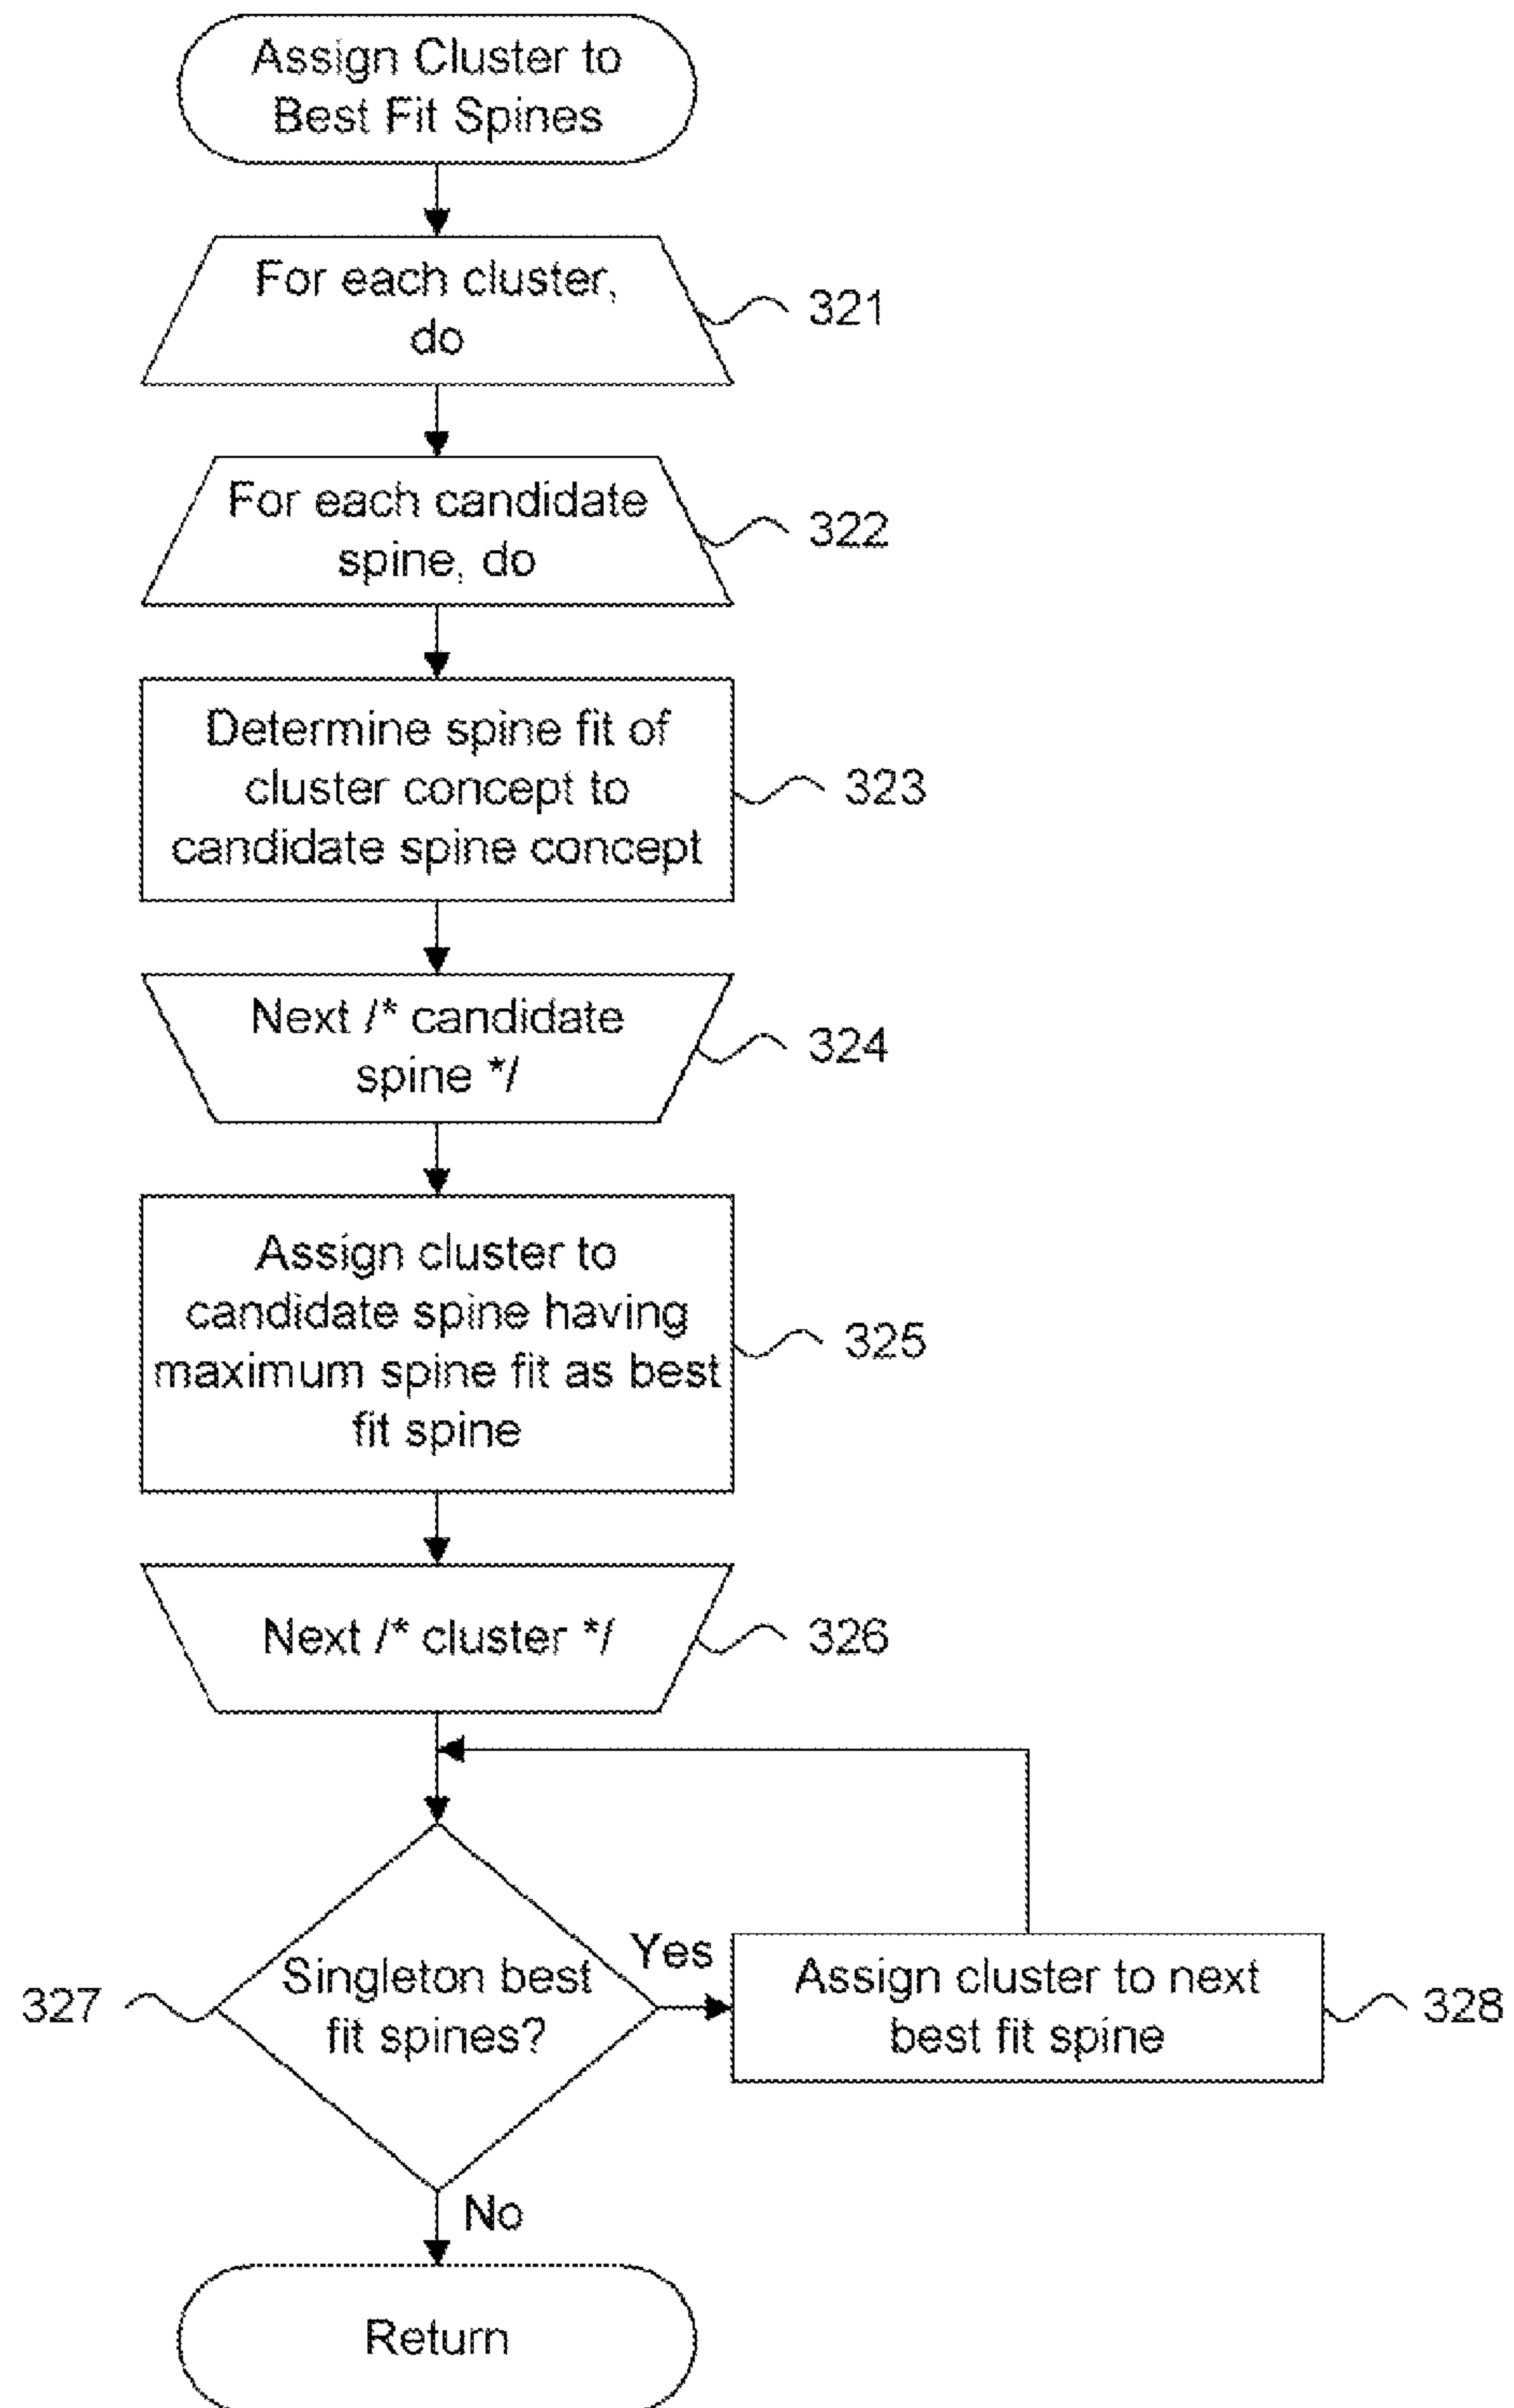 Assign Cluster to
Best Fit Spines
For each cluster,
do
321
For each candidate
spine, do
322
Determine spine fit of
cluster concept to
candidate spine concept
323
Next /* candidate
spine */
324
Assign cluster to
candidate spine having
maximum spine fit as best
fit spine
325
Next /* cluster */
326
Singleton best
fit spines?
327
Yes
Assign cluster to next
best fit spine
328
No
Return